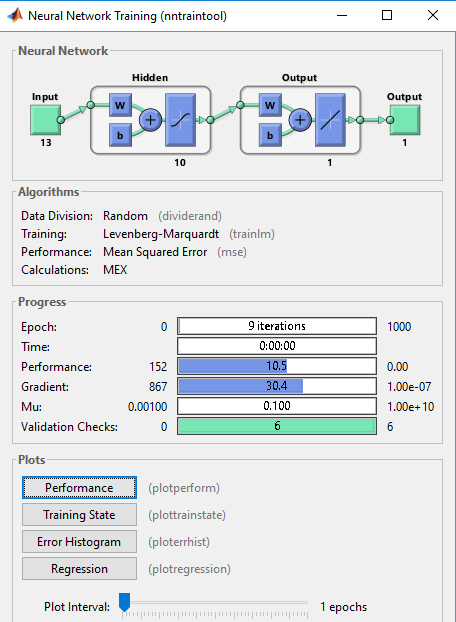 Neural Network Training (nntraintool)
Neural Network
Hidden Output
Input Output
W W
b b
13 10 1 1
Algorithms
Data Division: Random (dividerand)
Training: Levenberg-Marquardt (trainlm)
Performance: Mean Squared Error (mse)
Calculations: MEX
Progress
Epoch: 0 9 iterations 1000
Time: 0:00:00
Performance: 152 10.5 0.00
Gradient: 867 30.4 1.00e-07
Mu: 0.00100 0.100 1.00e+10
Validation Checks: 0 6 6
Plots
Performance (plotperform)
Training State (plottrainstate)
Error Histogram (ploterrhist)
Regression (plotregression)
Plot Interval: 1 epochs